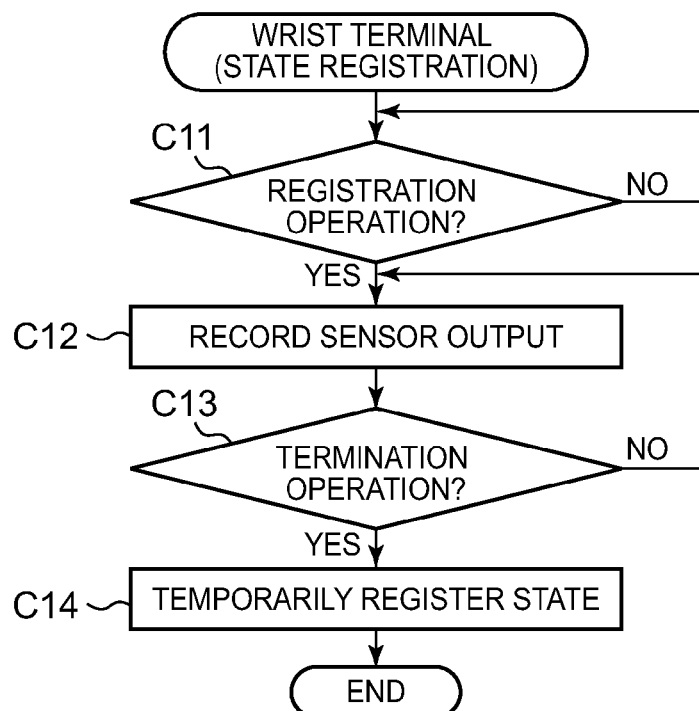 WRIST TERMINAL
(STATE REGISTRATION)
C11
REGISTRATION
OPERATION?
NO
YES
C12
RECORD SENSOR OUTPUT
C13
TERMINATION
OPERATION?
NO
YES
C14
TEMPORARILY REGISTER STATE
END